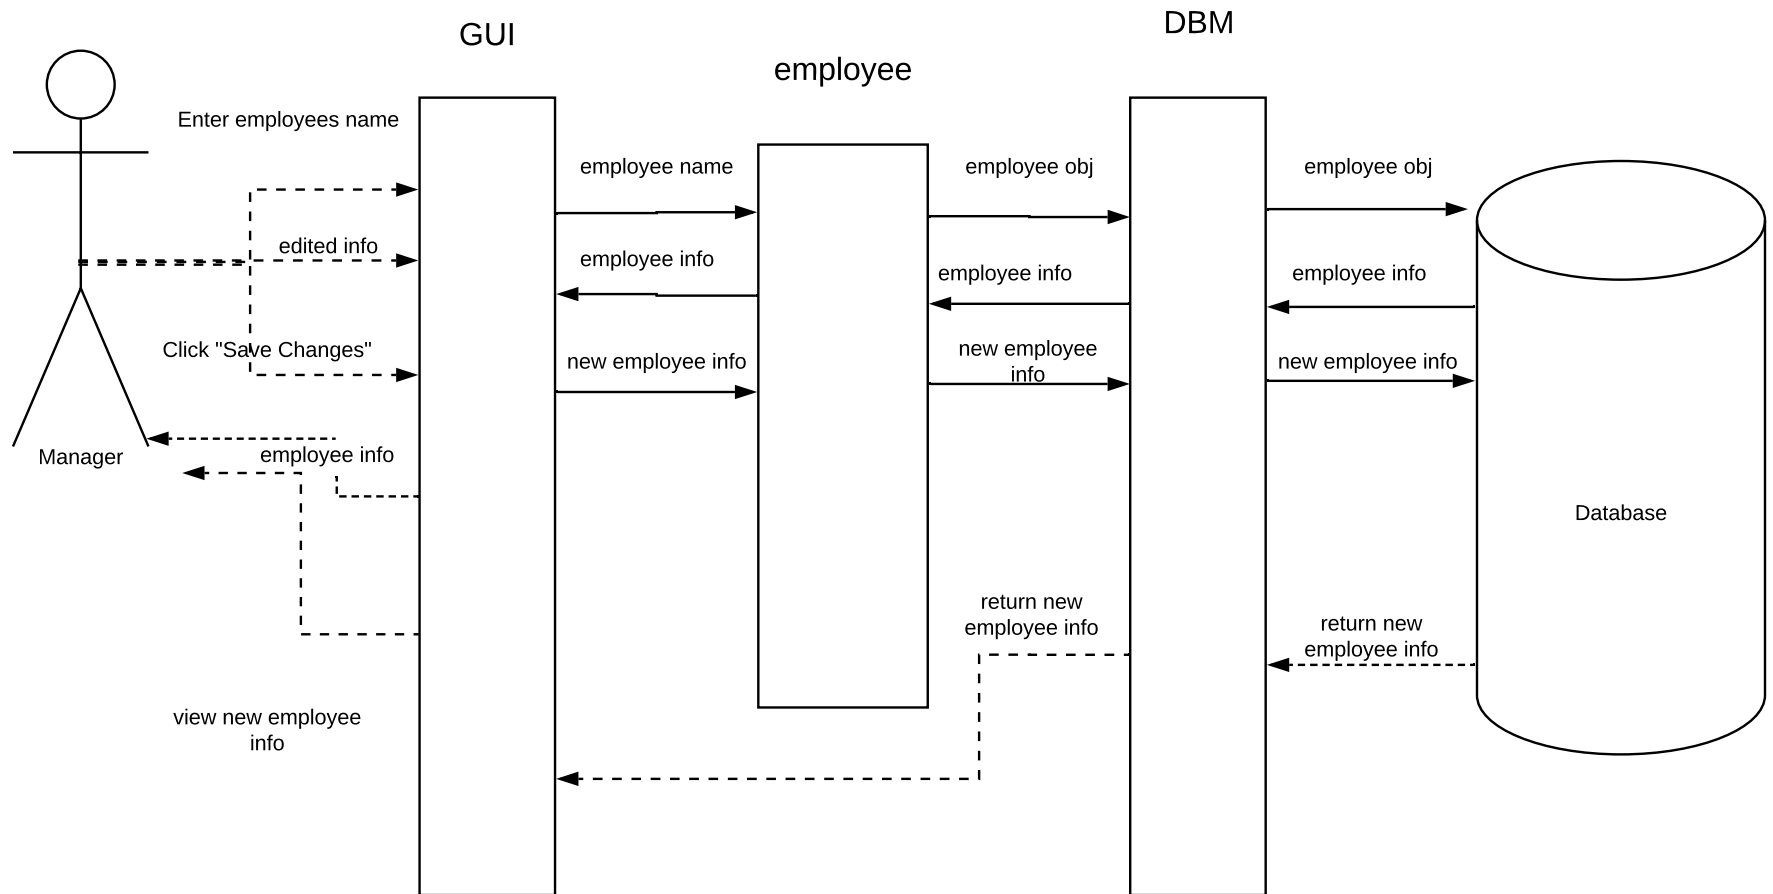 GUI
DBM
employee
Enter employees name
employee name
employee obj
employee obj
edited info
employee info
employee info
employee info
Click "Save Changes"
new employee info
new employee
info
new employee info
Manager
employee info
Database
return new
employee info
return new
employee info
view new employee
info